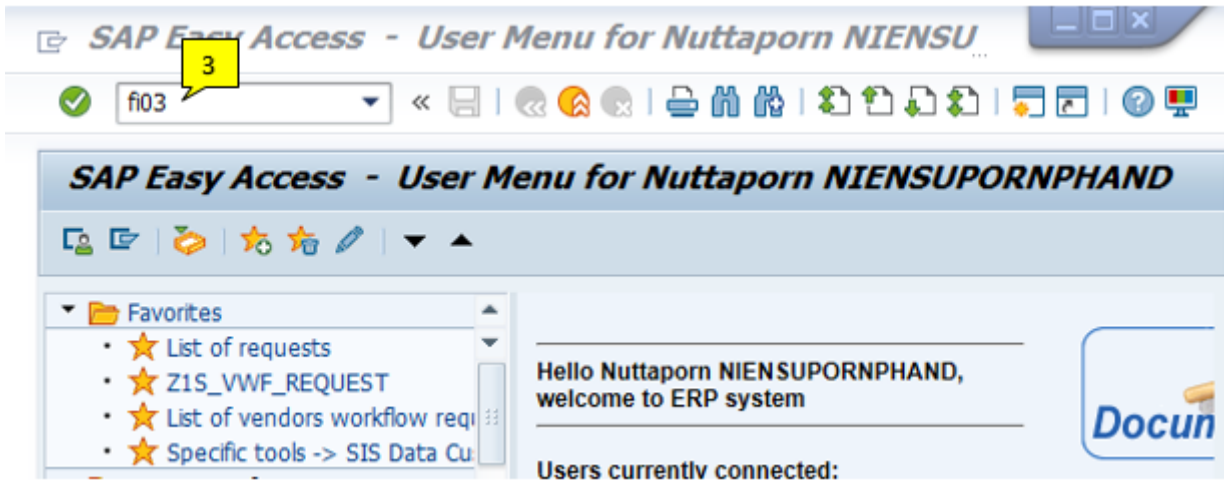 SAP Easy Access - User Menu for Nuttaporn NIENSU...
3
fi03
SAP Easy Access - User Menu for Nuttaporn NIENSUPORNPHAND
Favorites
List of requests
Z1S_VWF_REQUEST
List of vendors workflow requ
Specific tools -> SIS Data Cu
Hello Nuttaporn NIENSUPORNPHAND,
welcome to ERP system
Docum
Users currently connected: